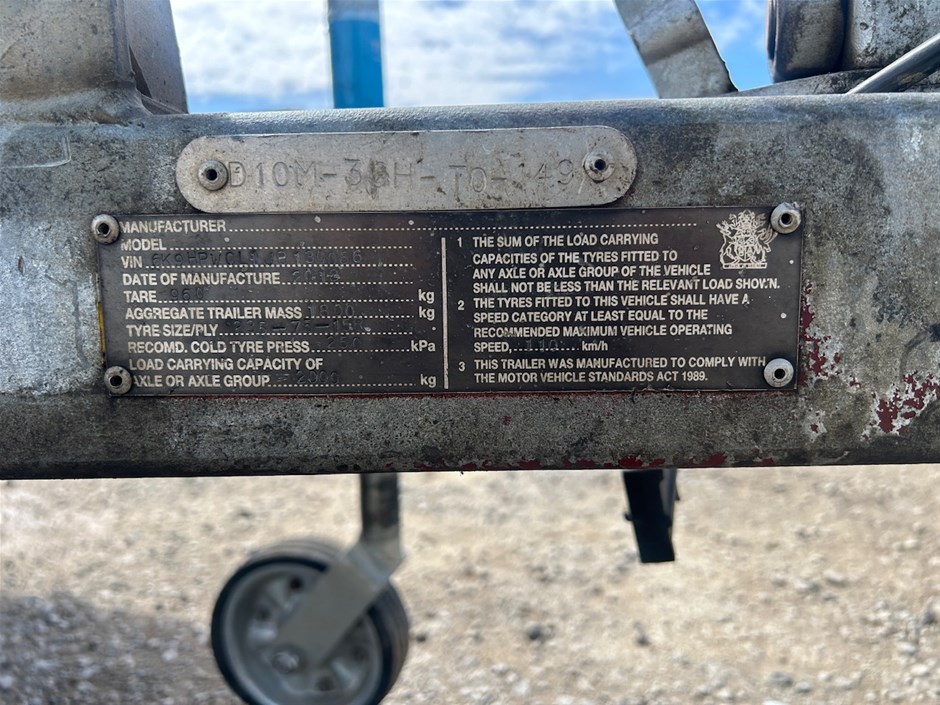 MANUFACTURER
MODEL
VIN
DATE OF MANUFACTURE
TARE kg
AGGREGATE TRAILER MASS kg
TYRE SIZE/PLY
RECOMD. COLD TYRE PRESS. 250 kPa
LOAD CARRYING CAPACITY OF
AXLE OR AXLE GROUP kg
1 THE SUM OF THE LOAD CARRYING
CAPACITIES OF THE TYRES FITTED TO
ANY AXLE OR AXLE GROUP OF THE VEHICLE
SHALL NOT BE LESS THAN THE RELEVANT LOAD SHOWN.
2 THE TYRES FITTED TO THIS VEHICLE SHALL HAVE A
SPEED CATEGORY AT LEAST EQUAL TO THE
RECOMMENDED MAXIMUM VEHICLE OPERATING
SPEED, 110 km/h
3 THIS TRAILER WAS MANUFACTURED TO COMPLY WITH
THE MOTOR VEHICLE STANDARDS ACT 1989.